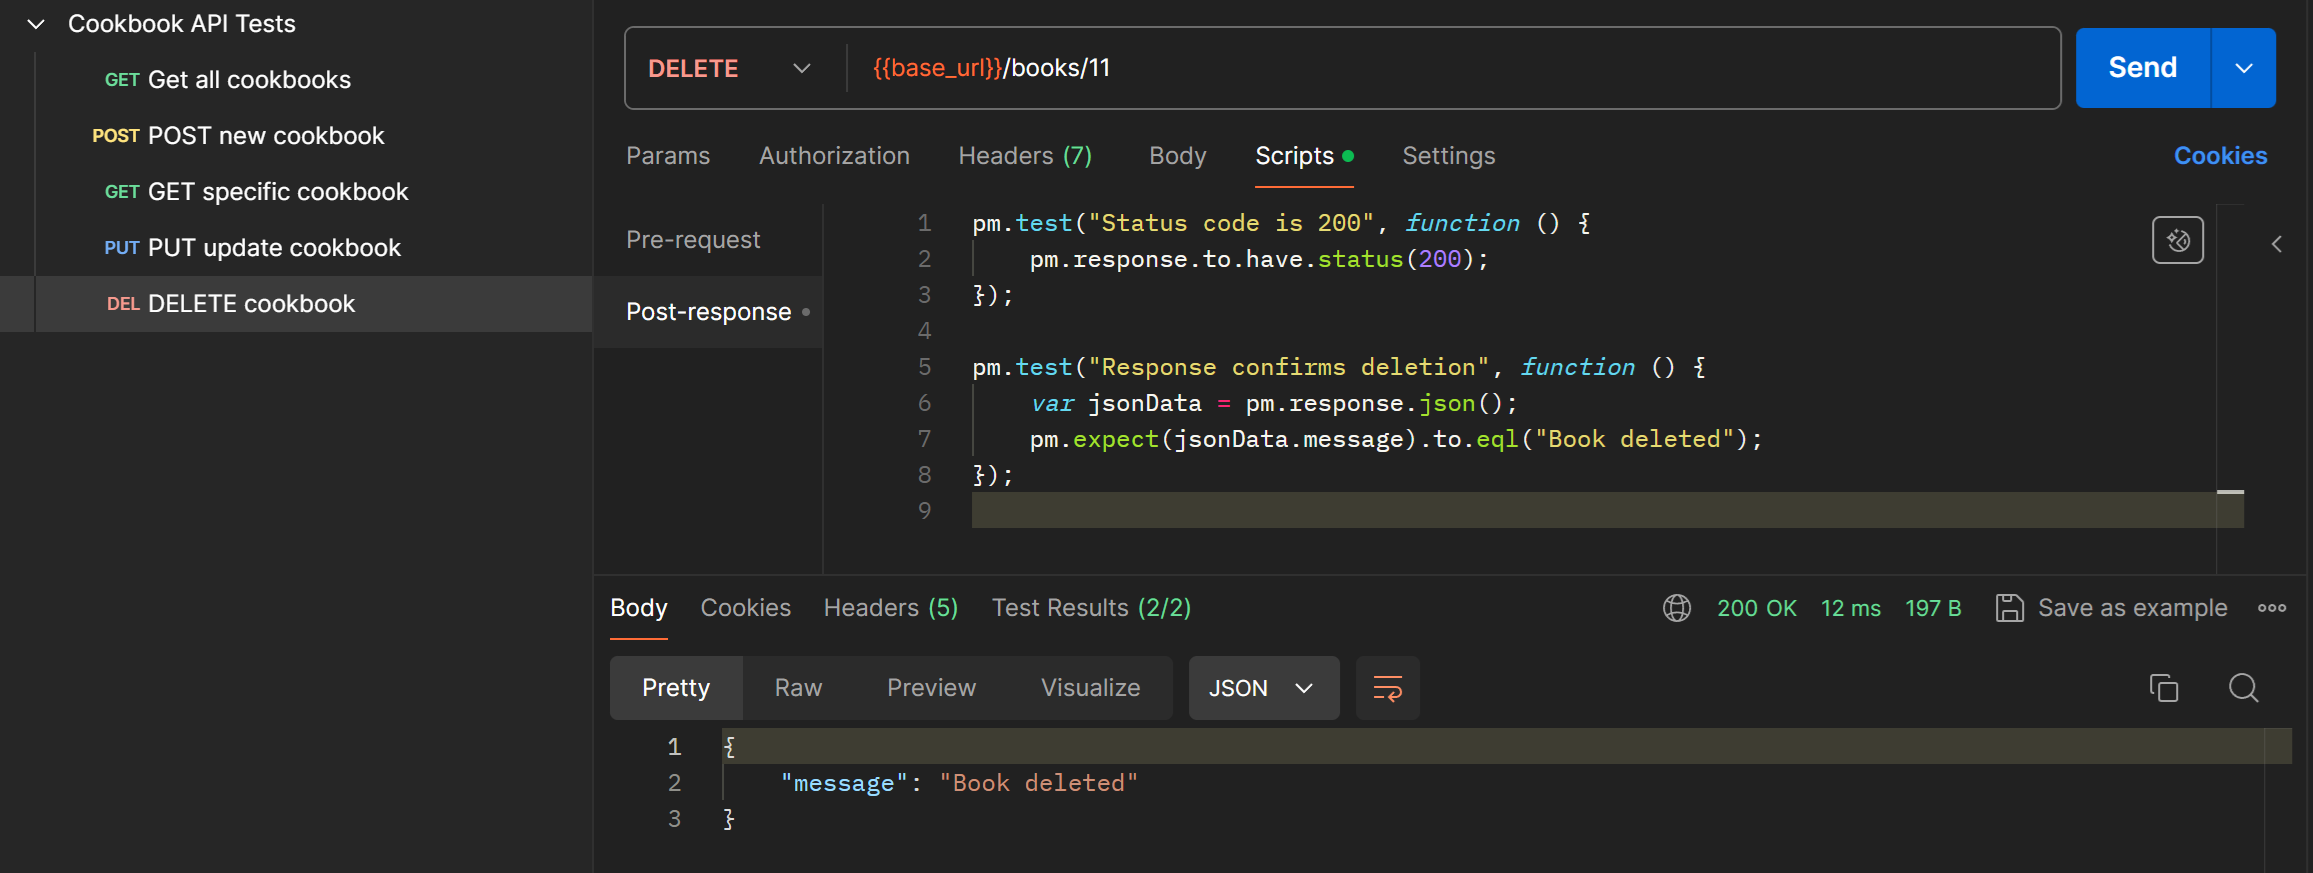 Cookbook API Tests
GET Get all cookbooks
POST POST new cookbook
GET GET specific cookbook
PUT PUT update cookbook
DEL DELETE cookbook
DELETE {{base_url}}/books/11 Send
Params Authorization Headers (7) Body Scripts Settings Cookies
Pre-request
Post-response
1 pm.test("Status code is 200", function () {
2     pm.response.to.have.status(200);
3 });
4
5 pm.test("Response confirms deletion", function () {
6     var jsonData = pm.response.json();
7     pm.expect(jsonData.message).to.eql("Book deleted");
8 });
9
Body Cookies Headers (5) Test Results (2/2) 200 OK 12 ms 197 B Save as example
Pretty Raw Preview Visualize JSON
1 {
2     "message": "Book deleted"
3 }